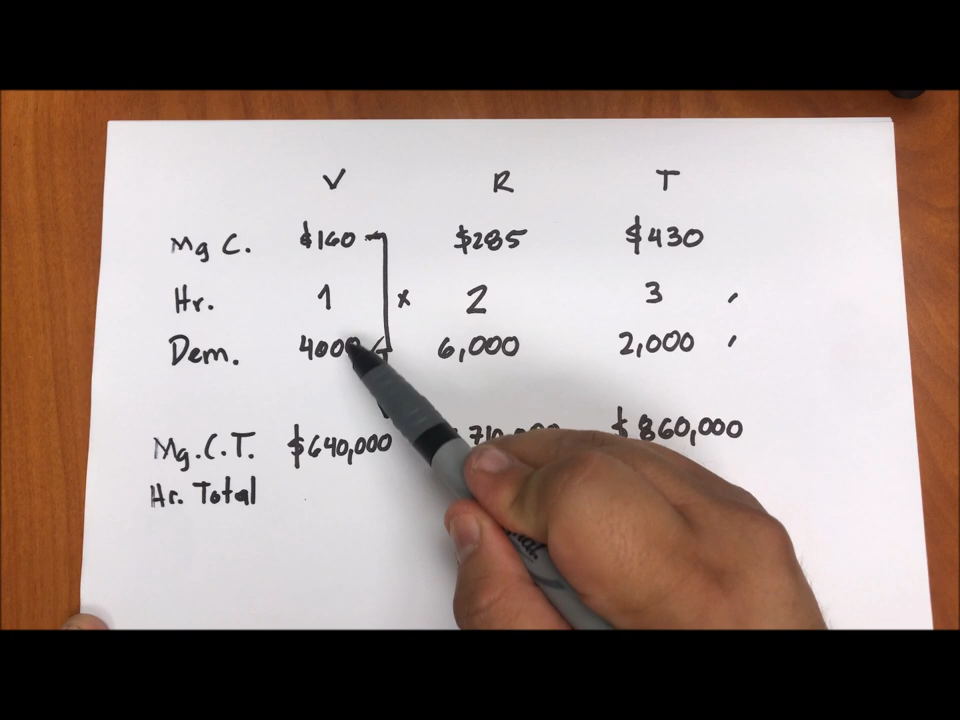 V R T
Mg C. $160 $285 $430
Hr. 1 x 2 3
Dem. 4000 6,000 2,000
Mg.C.T. $640,000 $860,000
Hr. Total